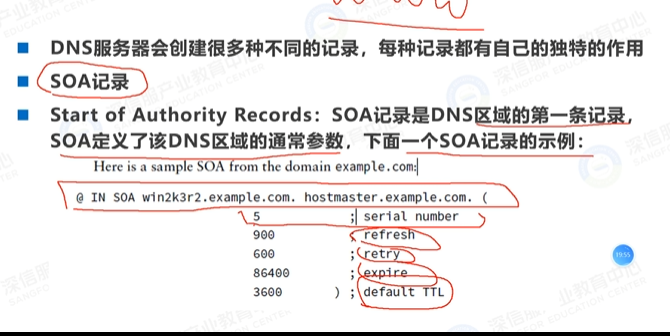 DNS服务器会创建很多种不同的记录，每种记录都有自己的独特的作用
SOA记录
Start of Authority Records：SOA记录是DNS区域的第一条记录，
SOA定义了该DNS区域的通常参数，下面一个SOA记录的示例：
Here is a sample SOA from the domain example.com:
@ IN SOA win2k3r2.example.com. hostmaster.example.com. (
5 ; serial number
900 ; refresh
600 ; retry
86400 ; expire
3600 ) ; default TTL
19:55